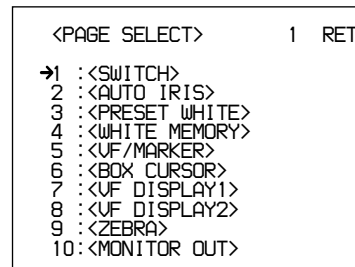 <PAGE SELECT> 1 RET
→1 :<SWITCH>
2 :<AUTO IRIS>
3 :<PRESET WHITE>
4 :<WHITE MEMORY>
5 :<VF/MARKER>
6 :<BOX CURSOR>
7 :<VF DISPLAY1>
8 :<VF DISPLAY2>
9 :<ZEBRA>
10:<MONITOR OUT>